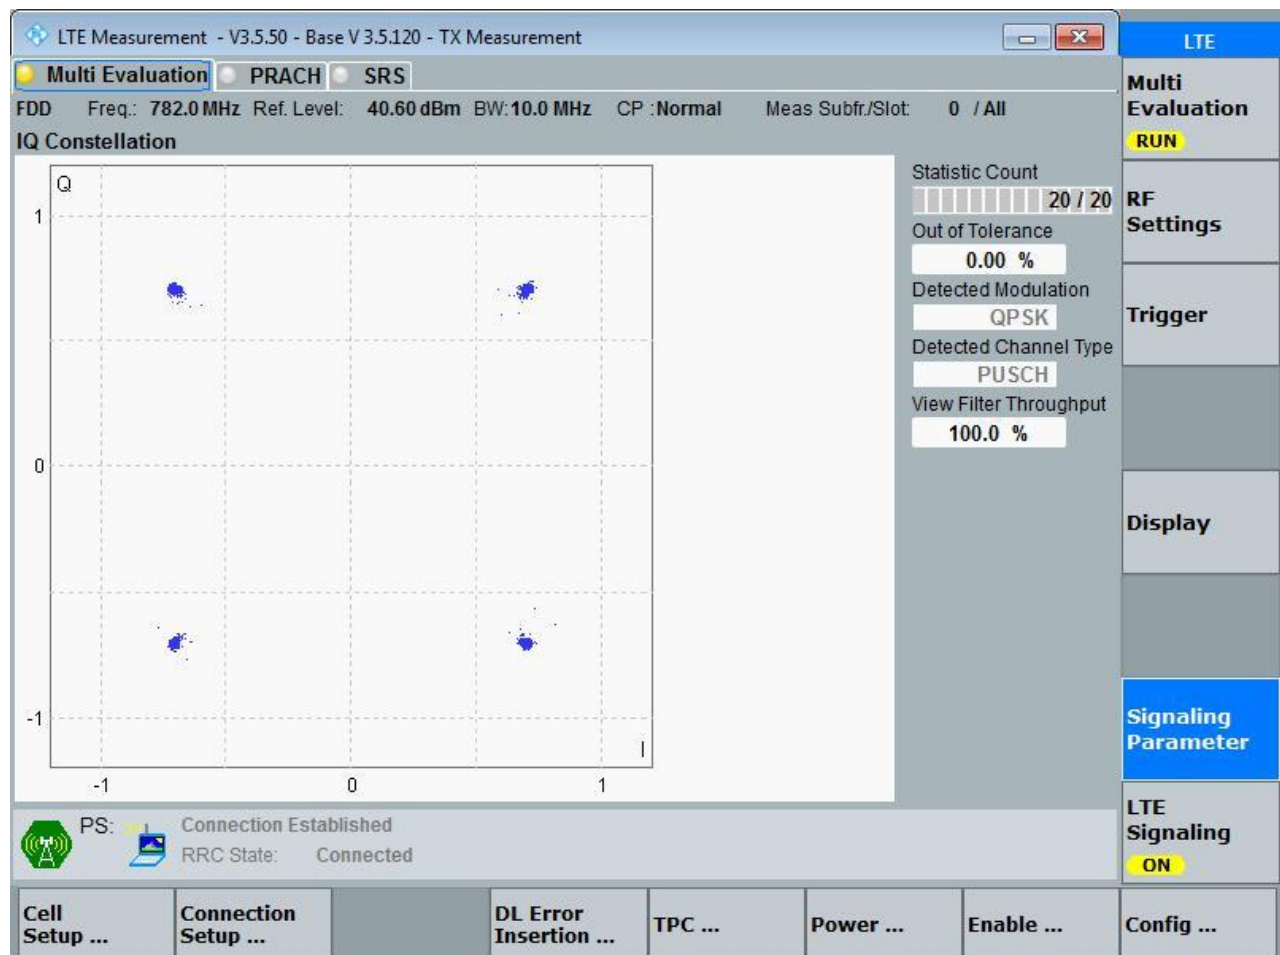 LTE Measurement - V3.5.50 - Base V 3.5.120 - TX Measurement
LTE
Multi Evaluation PRACH SRS
FDD Freq.: 782.0 MHz Ref. Level: 40.60 dBm BW: 10.0 MHz CP : Normal Meas Subfr./Slot: 0 / All
IQ Constellation
Q
1
0
-1
I
-1 0 1
Statistic Count
20 / 20
Out of Tolerance
0.00 %
Detected Modulation
QPSK
Detected Channel Type
PUSCH
View Filter Throughput
100.0 %
Multi
Evaluation
RUN
RF
Settings
Trigger
Display
Signaling
Parameter
LTE
Signaling
ON
PS: Connection Established
RRC State: Connected
Cell
Setup ...
Connection
Setup ...
DL Error
Insertion ...
TPC ...
Power ...
Enable ...
Config ...